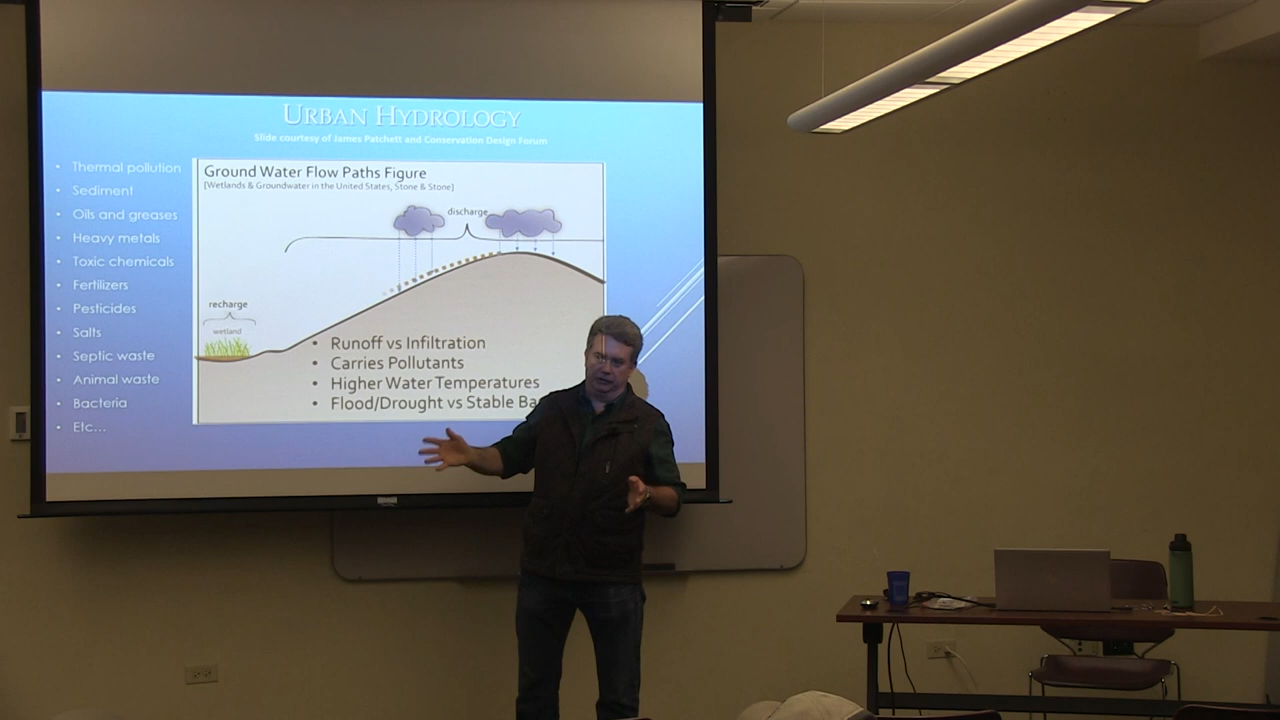 URBAN HYDROLOGY
Slide courtesy of James Patchett and Conservation Design Forum
• Thermal pollution
• Sediment
• Oils and greases
• Heavy metals
• Toxic chemicals
• Fertilizers
• Pesticides
• Salts
• Septic waste
• Animal waste
• Bacteria
• Etc...
Ground Water Flow Paths Figure
[Wetlands & Groundwater in the United States, Stone & Stone]
discharge
recharge
wetland
• Runoff vs Infiltration
• Carries Pollutants
• Higher Water Temperatures
• Flood/Drought vs Stable